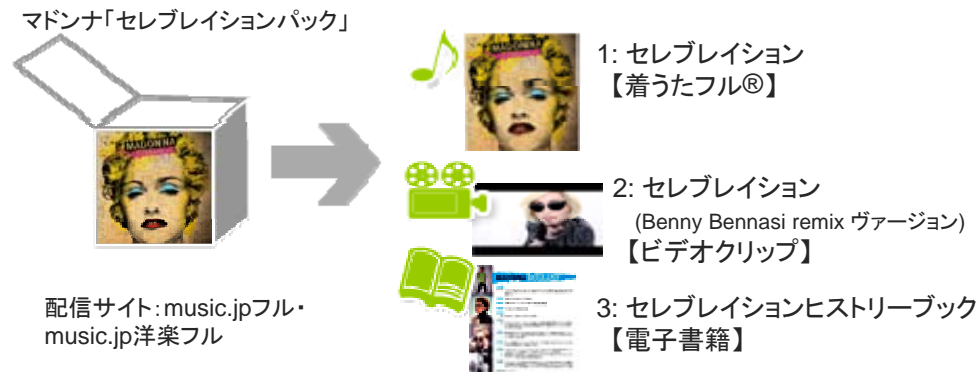 マドンナ「セレブレイションパック」
MADONNA
1: セレブレイション
【着うたフル®】
MADONNA
2: セレブレイション
(Benny Bennasi remix ヴァージョン)
【ビデオクリップ】
3: セレブレイションヒストリーブック
【電子書籍】
配信サイト:music.jpフル・
music.jp洋楽フル